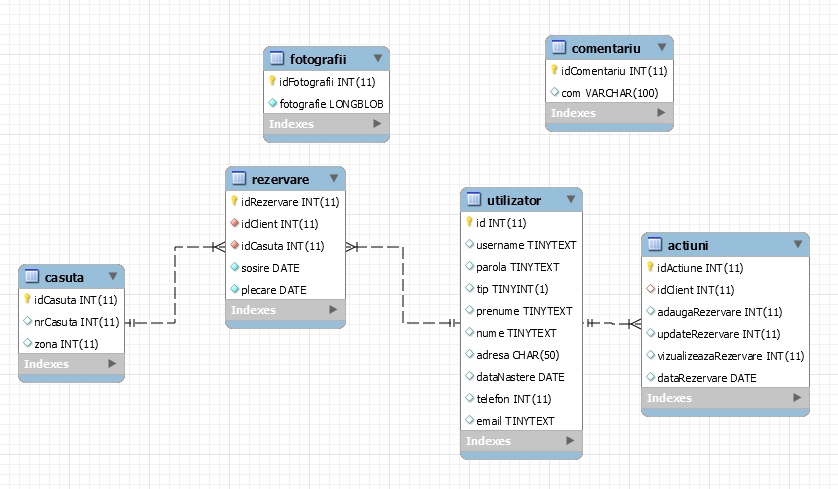 fotografii
idFotografii INT(11)
fotografie LONGBLOB
Indexes
comentariu
idComentariu INT(11)
com VARCHAR(100)
Indexes
rezervare
idRezervare INT(11)
idClient INT(11)
idCasuta INT(11)
sosire DATE
plecare DATE
Indexes
utilizator
id INT(11)
username TINYTEXT
parola TINYTEXT
tip TINYINT(1)
prenume TINYTEXT
nume TINYTEXT
adresa CHAR(50)
dataNastere DATE
telefon INT(11)
email TINYTEXT
Indexes
actiuni
idActiune INT(11)
idClient INT(11)
adaugaRezervare INT(11)
updateRezervare INT(11)
vizualizeazaRezervare INT(11)
dataRezervare DATE
Indexes
casuta
idCasuta INT(11)
nrCasuta INT(11)
zona INT(11)
Indexes